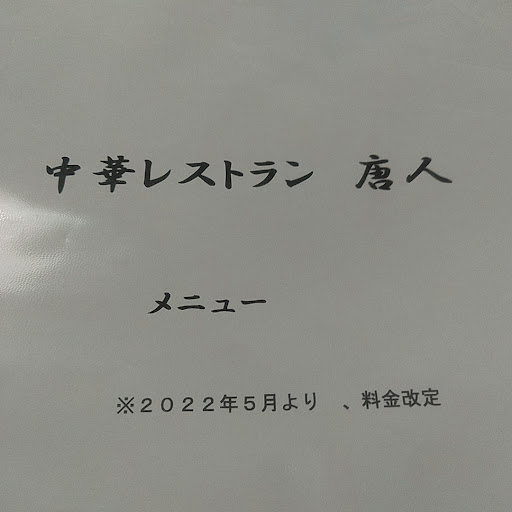 中華レストラン　唐人
メニュー
※２０２２年５月より　、料金改定